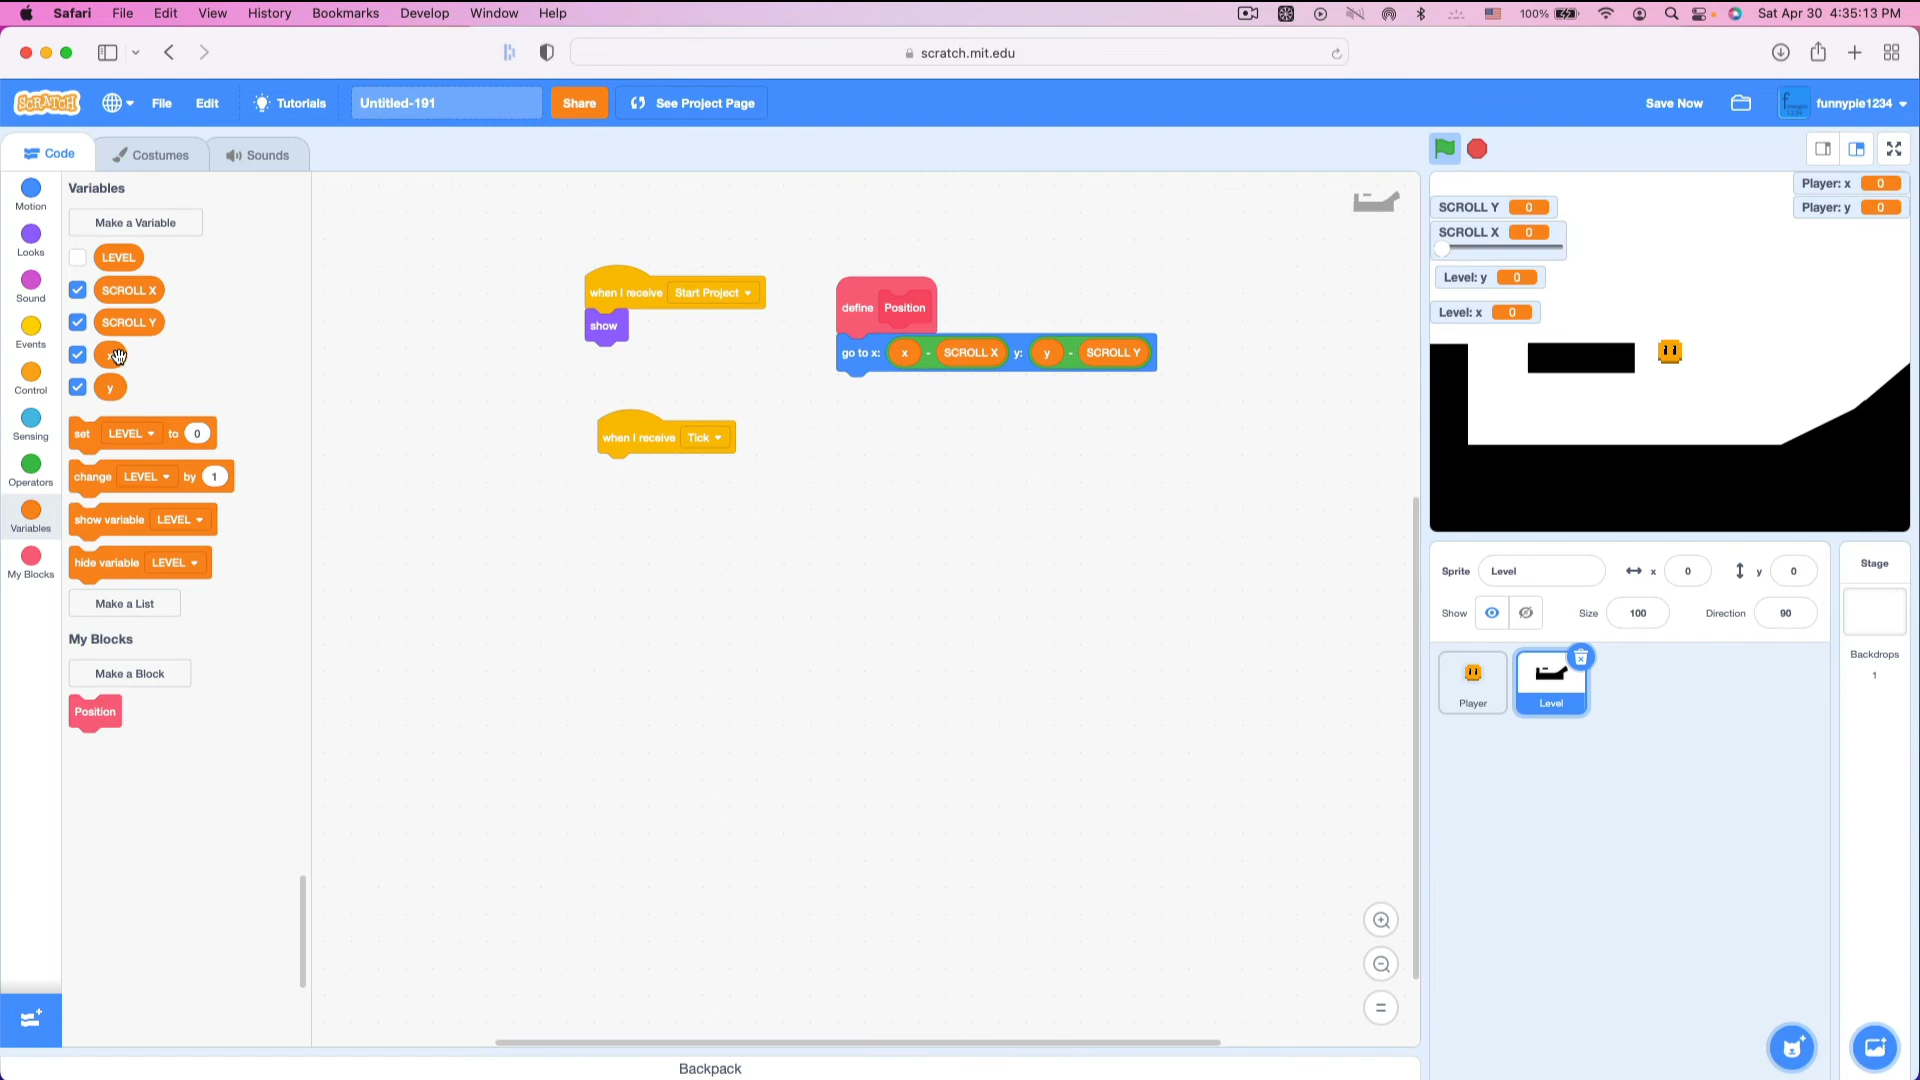 Safari File Edit View History Bookmarks Develop Window Help 100% Sat Apr 30 4:35:13 PM
scratch.mit.edu
SCRATCH File Edit Tutorials Untitled-191 Share See Project Page Save Now funnypie1234
Code Costumes Sounds
Motion
Looks
Sound
Events
Control
Sensing
Operators
Variables
My Blocks
Variables
Make a Variable
LEVEL
SCROLL X
SCROLL Y
y
set LEVEL to 0
change LEVEL by 1
show variable LEVEL
hide variable LEVEL
Make a List
My Blocks
Make a Block
Position
when I receive Start Project
show
when I receive Tick
define Position
go to x: x - SCROLL X y: y - SCROLL Y
Player: x 0
Player: y 0
SCROLL Y 0
SCROLL X 0
Level: y 0
Level: x 0
Sprite Level x 0 y 0
Show Size 100 Direction 90
Player
Level
Stage
Backdrops
1
Backpack